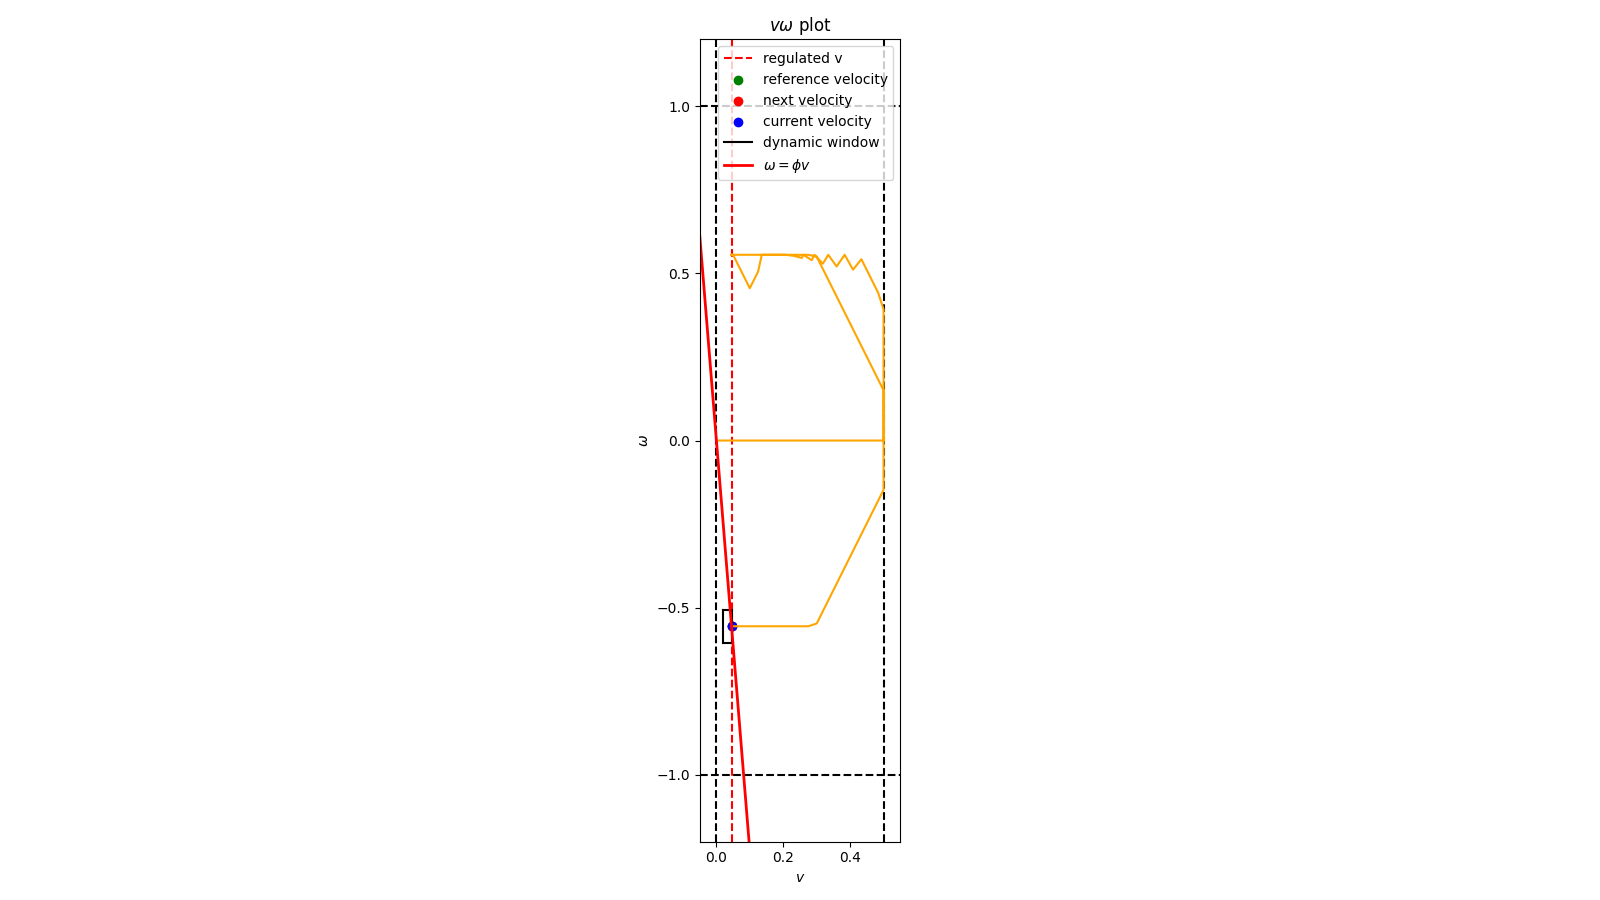 vω plot
regulated v
reference velocity
next velocity
current velocity
dynamic window
ω = ϕv
1.0
0.5
0.0
−0.5
−1.0
ω
0.0 0.2 0.4
v